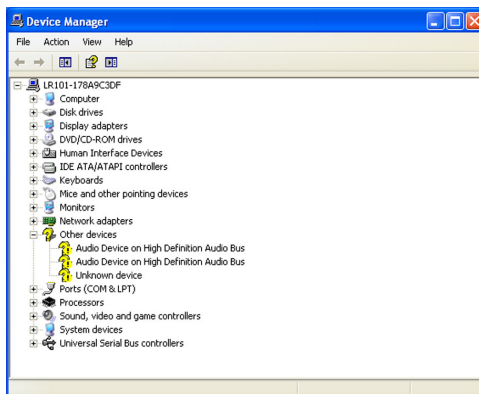 Device Manager
File Action View Help
LR101-178A9C3DF
Computer
Disk drives
Display adapters
DVD/CD-ROM drives
Human Interface Devices
IDE ATA/ATAPI controllers
Keyboards
Mice and other pointing devices
Monitors
Network adapters
Other devices
Audio Device on High Definition Audio Bus
Audio Device on High Definition Audio Bus
Unknown device
Ports (COM & LPT)
Processors
Sound, video and game controllers
System devices
Universal Serial Bus controllers